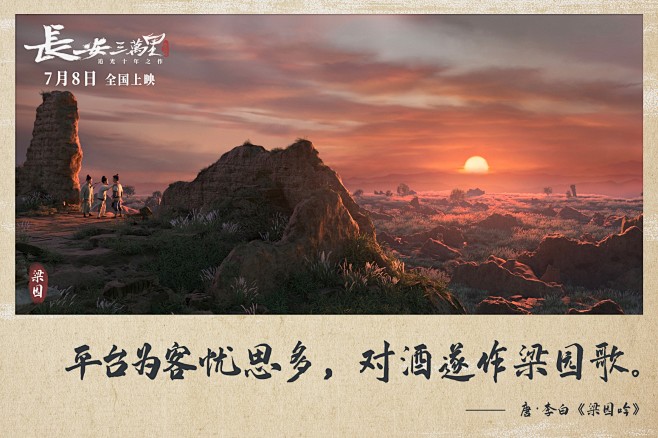 長安三萬里
追光十年之作
7月8日 全国上映
梁园
平台为客忧思多，对酒遂作梁园歌。
—— 唐·李白《梁园吟》